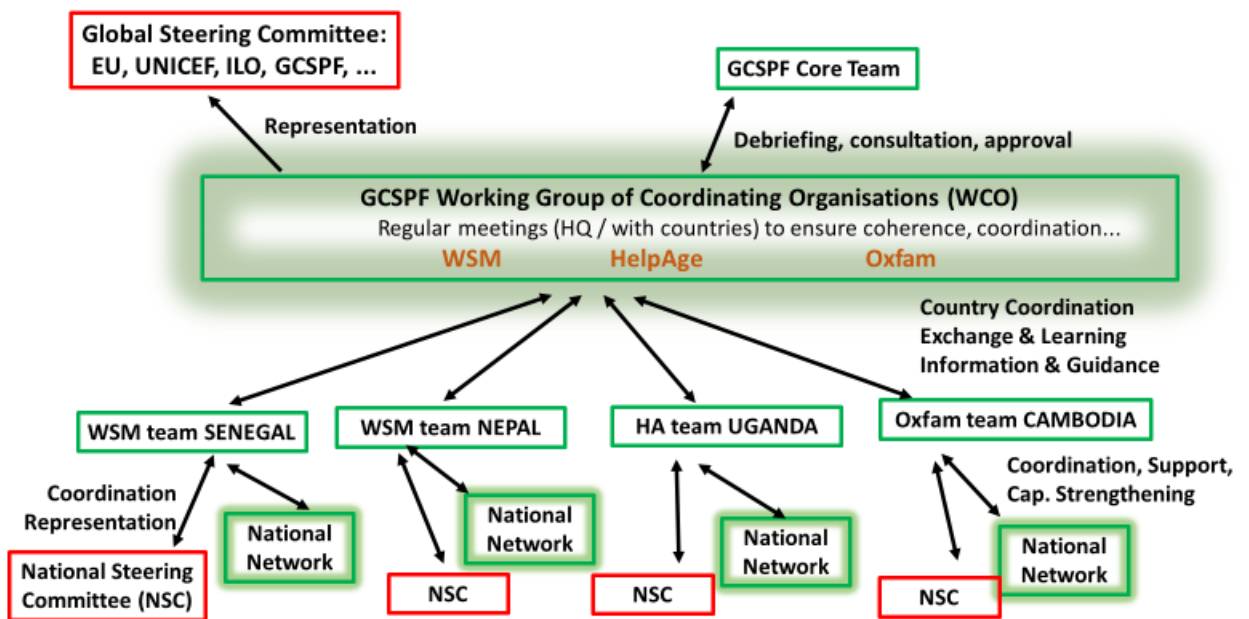 Global Steering Committee:
EU, UNICEF, ILO, GCSPF, ...
GCSPF Core Team
Representation
Debriefing, consultation, approval
GCSPF Working Group of Coordinating Organisations (WCO)
Regular meetings (HQ / with countries) to ensure coherence, coordination...
WSM HelpAge Oxfam
Country Coordination
Exchange & Learning
Information & Guidance
WSM team SENEGAL
WSM team NEPAL
HA team UGANDA
Oxfam team CAMBODIA
Coordination
Representation
Coordination, Support,
Cap. Strengthening
National
Network
National
Network
National
Network
National
Network
National Steering
Committee (NSC)
NSC
NSC
NSC